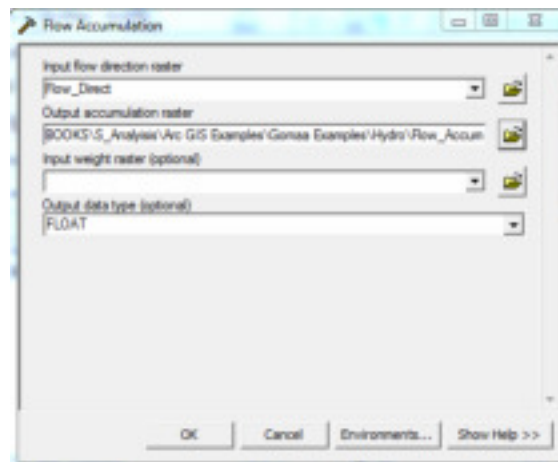 Flow Accumulation
Input flow direction raster
Flow_Direct
Output accumulation raster
BOOKS\S_Analysis\Arc GIS Examples\Gomaa Examples\Hydro\Flow_Accum
Input weight raster (optional)
Output data type (optional)
FLOAT
OK Cancel Environments... Show Help >>